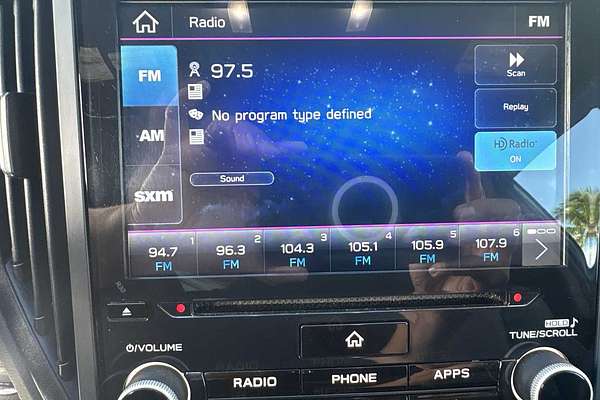 Radio FM
FM 97.5 Scan
No program type defined
Replay
AM
HD Radio
ON
sxm
Sound
1 2 3 4 5 6
94.7 96.3 104.3 105.1 105.9 107.9
FM FM FM FM FM FM
HOLD
TUNE/SCROLL
VOLUME
RADIO PHONE APPS